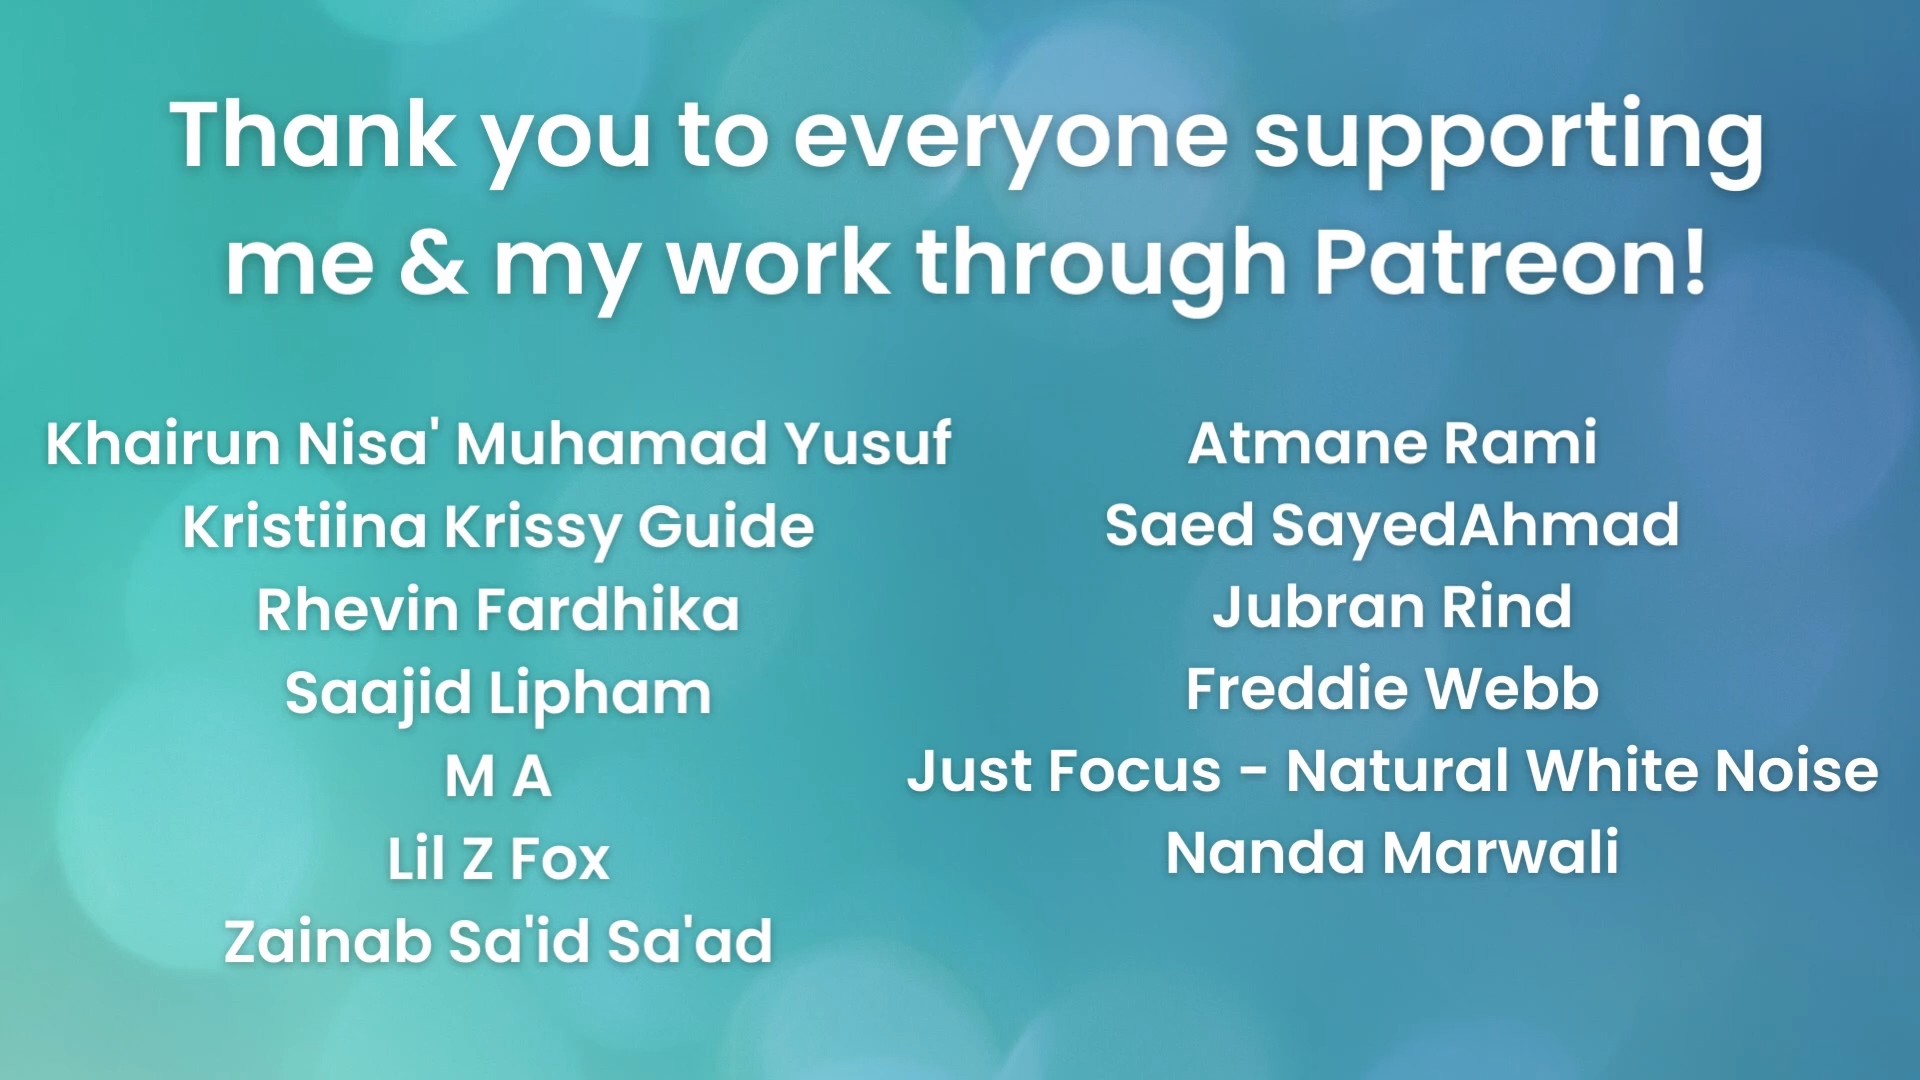 Thank you to everyone supporting
me & my work through Patreon!
Khairun Nisa' Muhamad Yusuf
Kristiina Krissy Guide
Rhevin Fardhika
Saajid Lipham
M A
Lil Z Fox
Zainab Sa'id Sa'ad
Atmane Rami
Saed SayedAhmad
Jubran Rind
Freddie Webb
Just Focus - Natural White Noise
Nanda Marwali